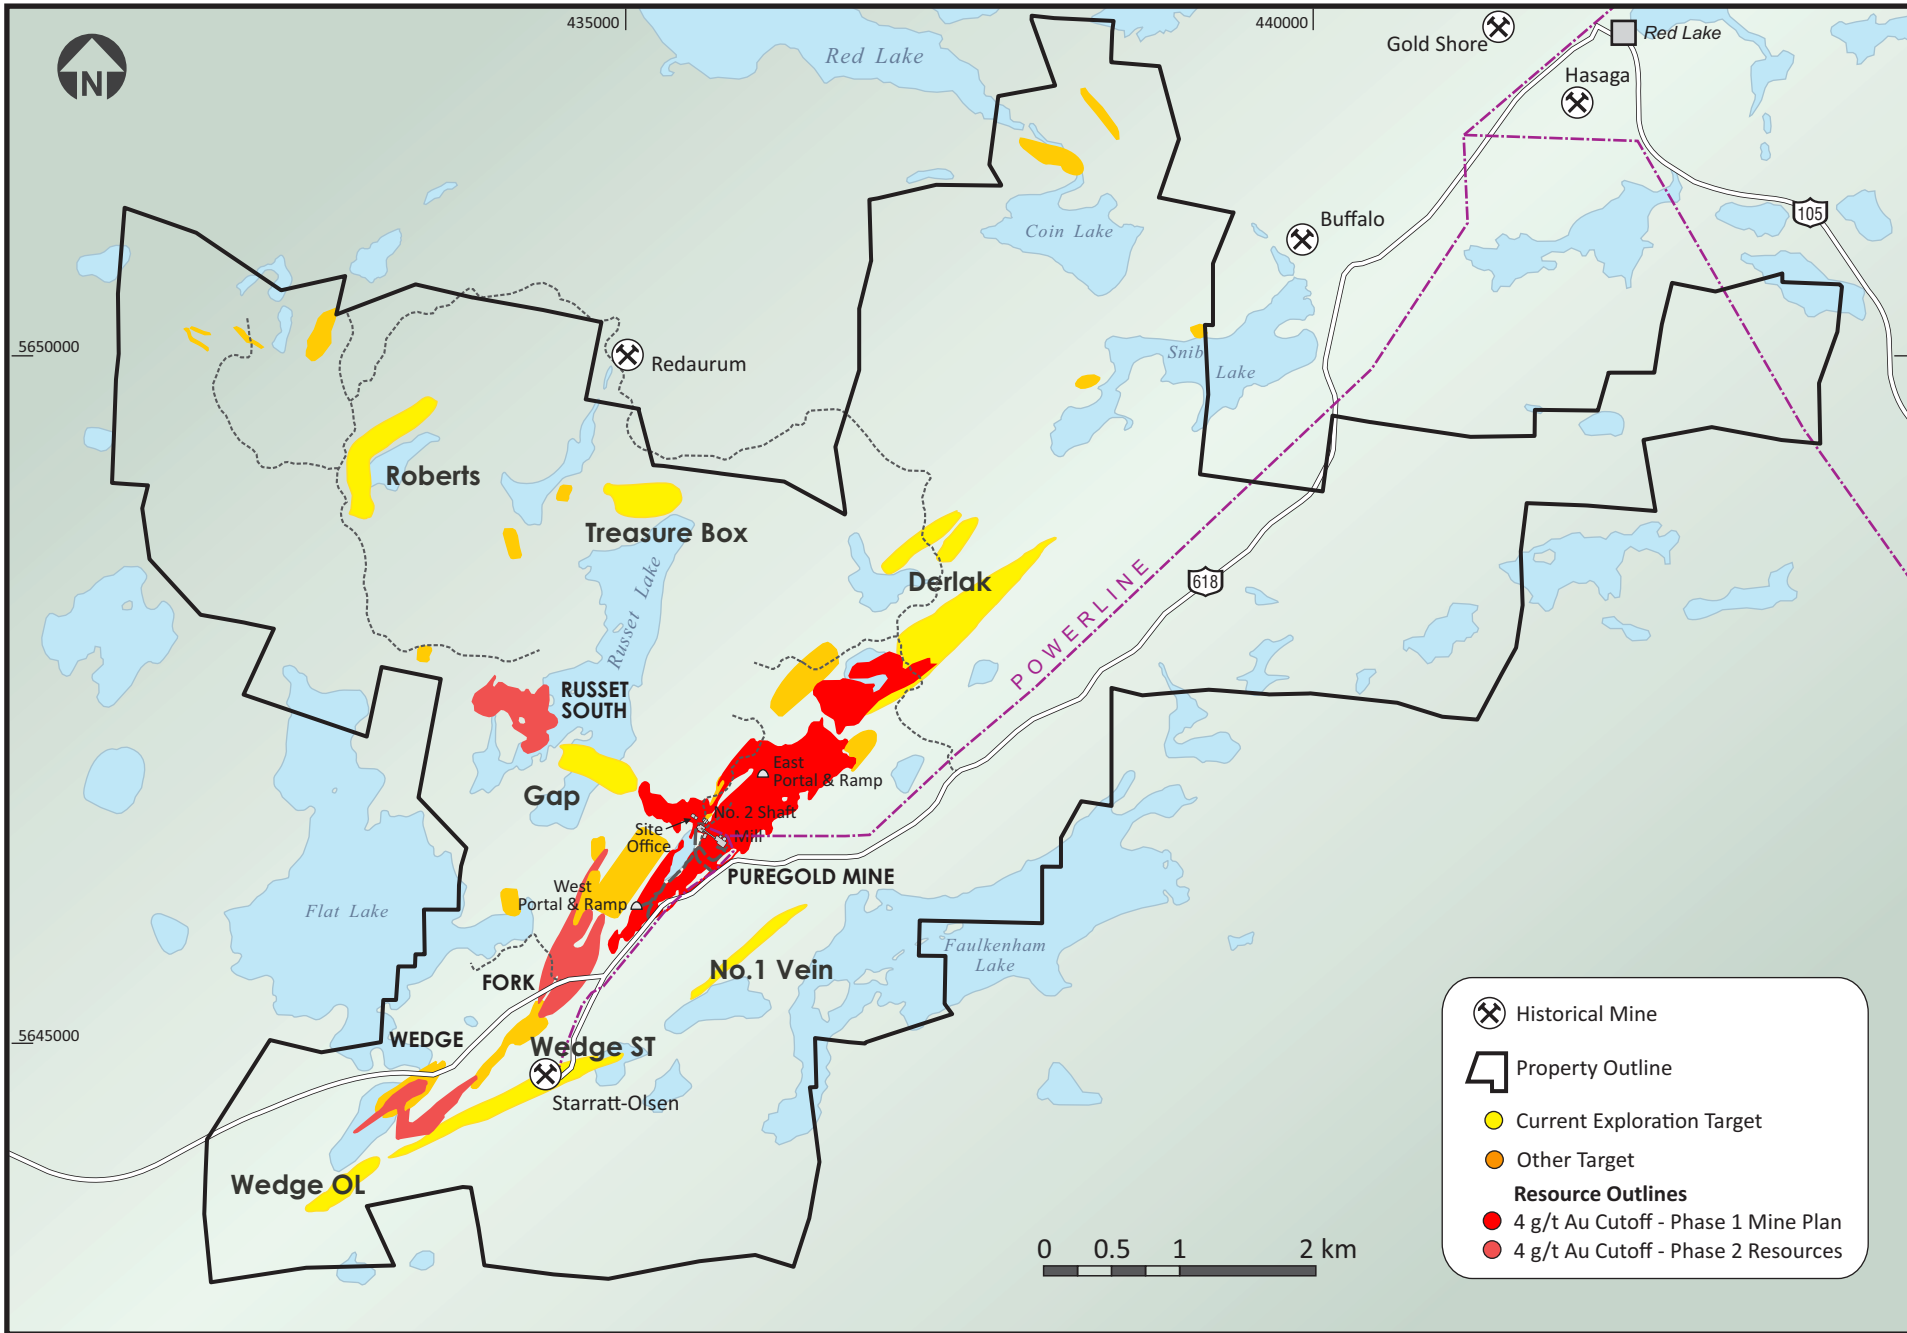 435000
440000
Red Lake
Gold Shore
Red Lake
Hasaga
N
105
Buffalo
Coin Lake
5650000
Redaurum
Snib
Lake
Roberts
Treasure Box
Derlak
618
POWERLINE
Russet Lake
RUSSET
SOUTH
East
Portal & Ramp
Gap
No. 2 Shaft
Site
Office
Mill
PUREGOLD MINE
West
Portal & Ramp
Flat Lake
Faulkenham
Lake
No.1 Vein
FORK
5645000
WEDGE
Wedge ST
Starratt-Olsen
Wedge OL
0 0.5 1 2 km
Historical Mine
Property Outline
Current Exploration Target
Other Target
Resource Outlines
4 g/t Au Cutoff - Phase 1 Mine Plan
4 g/t Au Cutoff - Phase 2 Resources